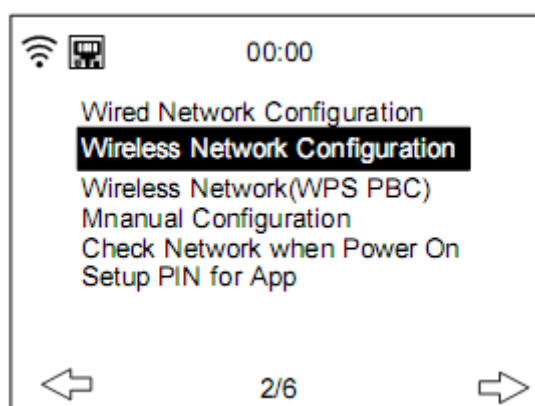 00:00
Wired Network Configuration
Wireless Network Configuration
Wireless Network(WPS PBC)
Mnanual Configuration
Check Network when Power On
Setup PIN for App
2/6